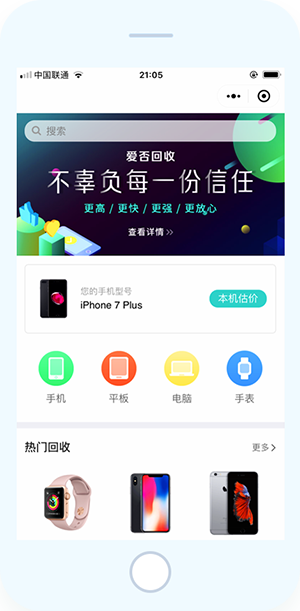 中国联通
21:05
搜索
爱否回收
不辜负每一份信任
更高 / 更快 / 更强 / 更放心
查看详情 >>
您的手机型号
iPhone 7 Plus
本机估价
手机 平板 电脑 手表
热门回收 更多 >